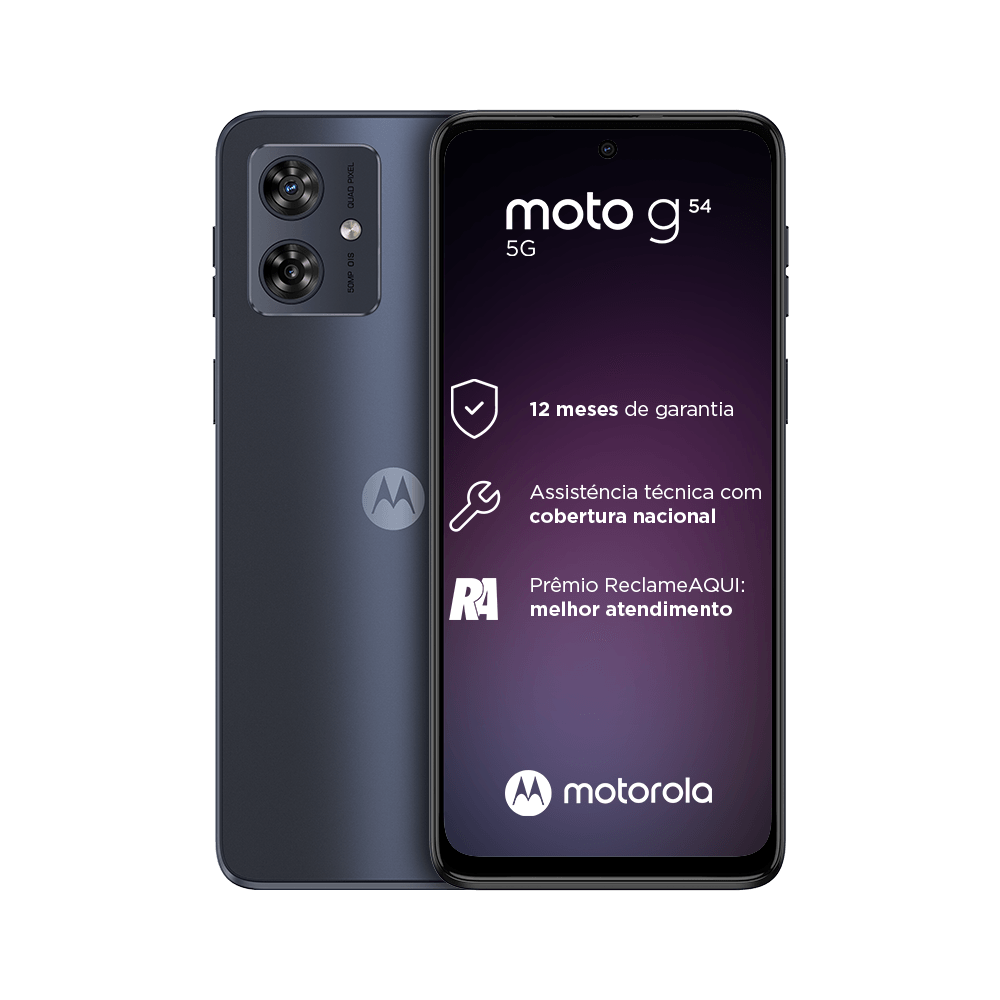 QUAD PIXEL
50MP OIS
moto g 54
5G
12 meses de garantia
Assisténcia técnica com
cobertura nacional
RA
Prêmio ReclameAQUI:
melhor atendimento
motorola